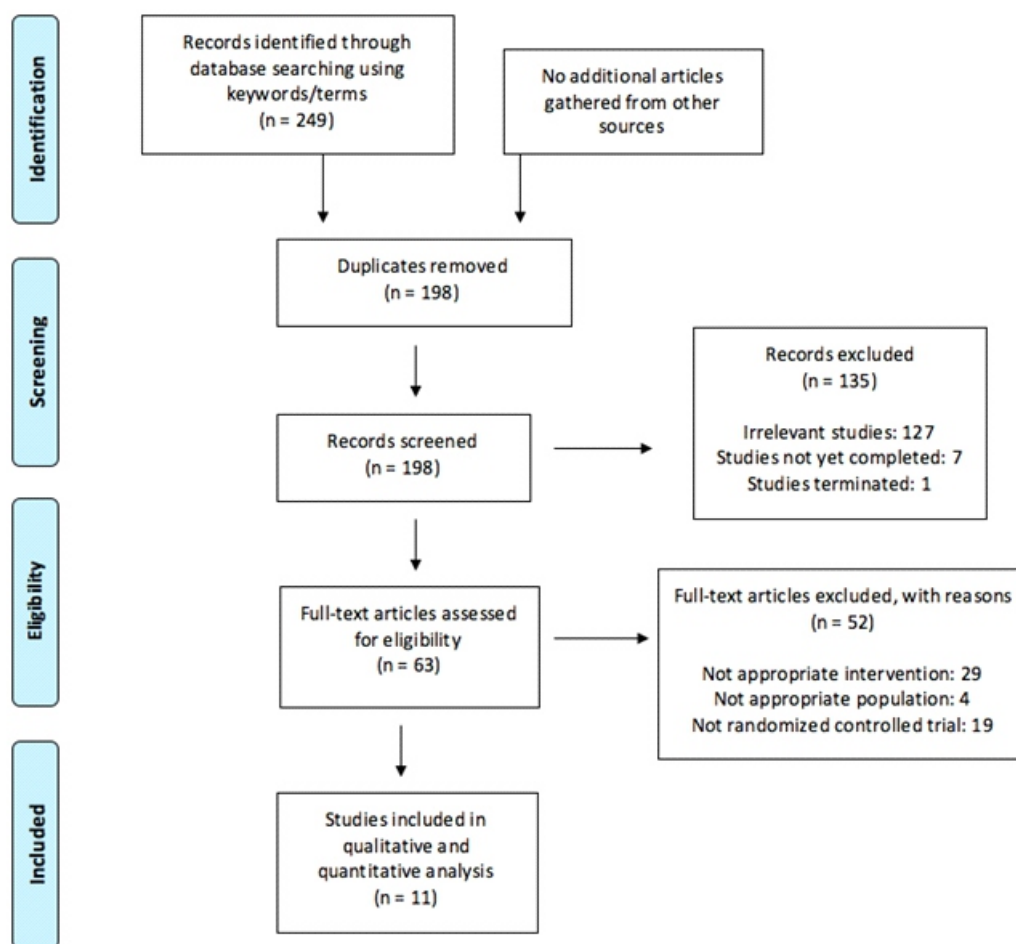 Identification
Records identified through
database searching using
keywords/terms
(n = 249)
No additional articles
gathered from other
sources
Screening
Duplicates removed
(n = 198)
Records screened
(n = 198)
Records excluded
(n = 135)
Irrelevant studies: 127
Studies not yet completed: 7
Studies terminated: 1
Eligibility
Full-text articles assessed
for eligibility
(n = 63)
Full-text articles excluded, with reasons
(n = 52)
Not appropriate intervention: 29
Not appropriate population: 4
Not randomized controlled trial: 19
Included
Studies included in
qualitative and
quantitative analysis
(n = 11)